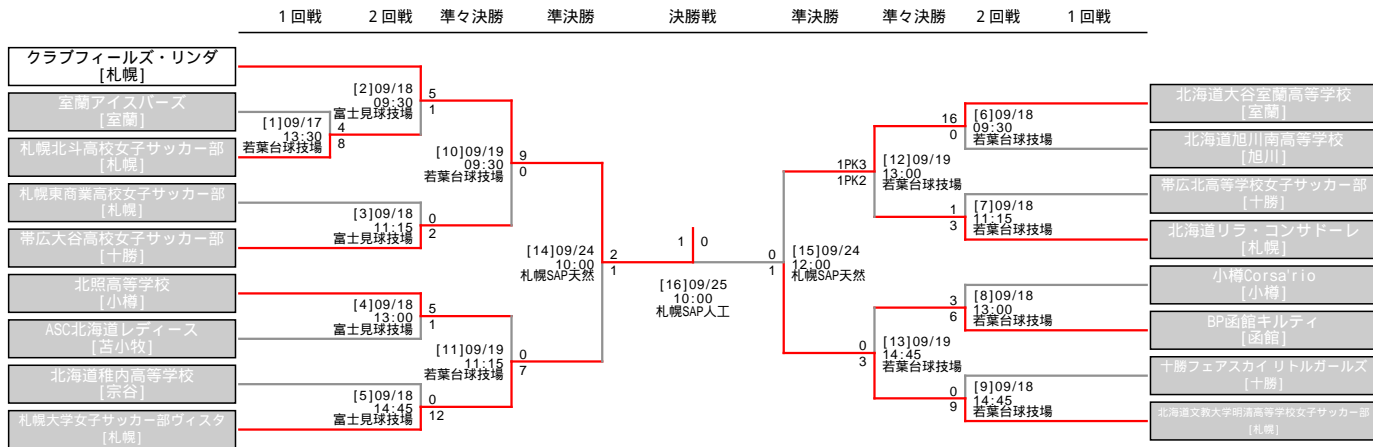 1回戦 2回戦 準々決勝 準決勝 決勝戦 準決勝 準々決勝 2回戦 1回戦
クラブフィールズ・リンダ
[札幌]
室蘭アイスバーズ
[室蘭]
札幌北斗高校女子サッカー部
[札幌]
札幌東商業高校女子サッカー部
[札幌]
帯広大谷高校女子サッカー部
[十勝]
北照高等学校
[小樽]
ASC北海道レディース
[苫小牧]
北海道稚内高等学校
[宗谷]
札幌大学女子サッカー部ヴィスタ
[札幌]
[1]09/17
13:30
若葉台球技場
4
8
[2]09/18
09:30
富士見球技場
5
1
[3]09/18
11:15
富士見球技場
0
2
[4]09/18
13:00
富士見球技場
5
1
[5]09/18
14:45
富士見球技場
0
12
[10]09/19
09:30
若葉台球技場
9
0
[11]09/19
11:15
若葉台球技場
0
7
[14]09/24
10:00
札幌SAP天然
2
1
1 0
[16]09/25
10:00
札幌SAP人工
0
1
[15]09/24
12:00
札幌SAP天然
1PK3
1PK2
[12]09/19
13:00
若葉台球技場
0
3
[13]09/19
14:45
若葉台球技場
16
0
[6]09/18
09:30
若葉台球技場
1
3
[7]09/18
11:15
若葉台球技場
3
6
[8]09/18
13:00
若葉台球技場
0
9
[9]09/18
14:45
若葉台球技場
北海道大谷室蘭高等学校
[室蘭]
北海道旭川南高等学校
[旭川]
帯広北高等学校女子サッカー部
[十勝]
北海道リラ・コンサドーレ
[札幌]
小樽Corsa'rio
[小樽]
BP函館キルティ
[函館]
十勝フェアスカイ リトルガールズ
[十勝]
北海道文教大学明清高等学校女子サッカー部
[札幌]